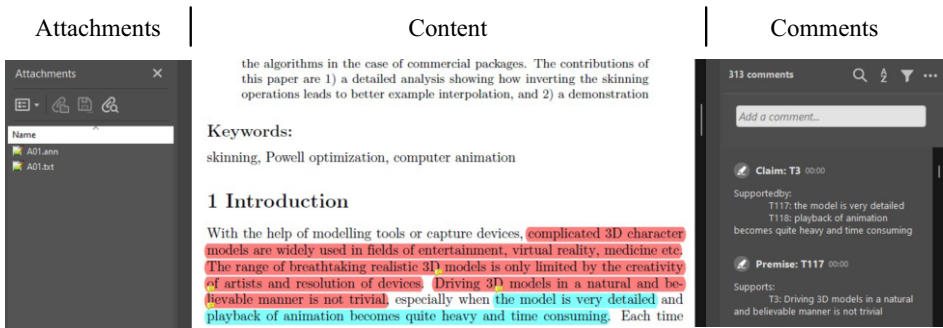 Attachments
Content
Comments
Attachments
Name
A01.ann
A01.txt
the algorithms in the case of commercial packages. The contributions of
this paper are 1) a detailed analysis showing how inverting the skinning
operations leads to better example interpolation, and 2) a demonstration
Keywords:
skinning, Powell optimization, computer animation
1 Introduction
With the help of modelling tools or capture devices, complicated 3D character
models are widely used in fields of entertainment, virtual reality, medicine etc.
The range of breathtaking realistic 3D models is only limited by the creativity
of artists and resolution of devices. Driving 3D models in a natural and be-
lievable manner is not trivial, especially when the model is very detailed and
playback of animation becomes quite heavy and time consuming. Each time
313 comments
Add a comment...
Claim: T3 00:00
Supportedby:
T117: the model is very detailed
T118: playback of animation
becomes quite heavy and time consuming
Premise: T117 00:00
Supports:
T3: Driving 3D models in a natural
and believable manner is not trivial